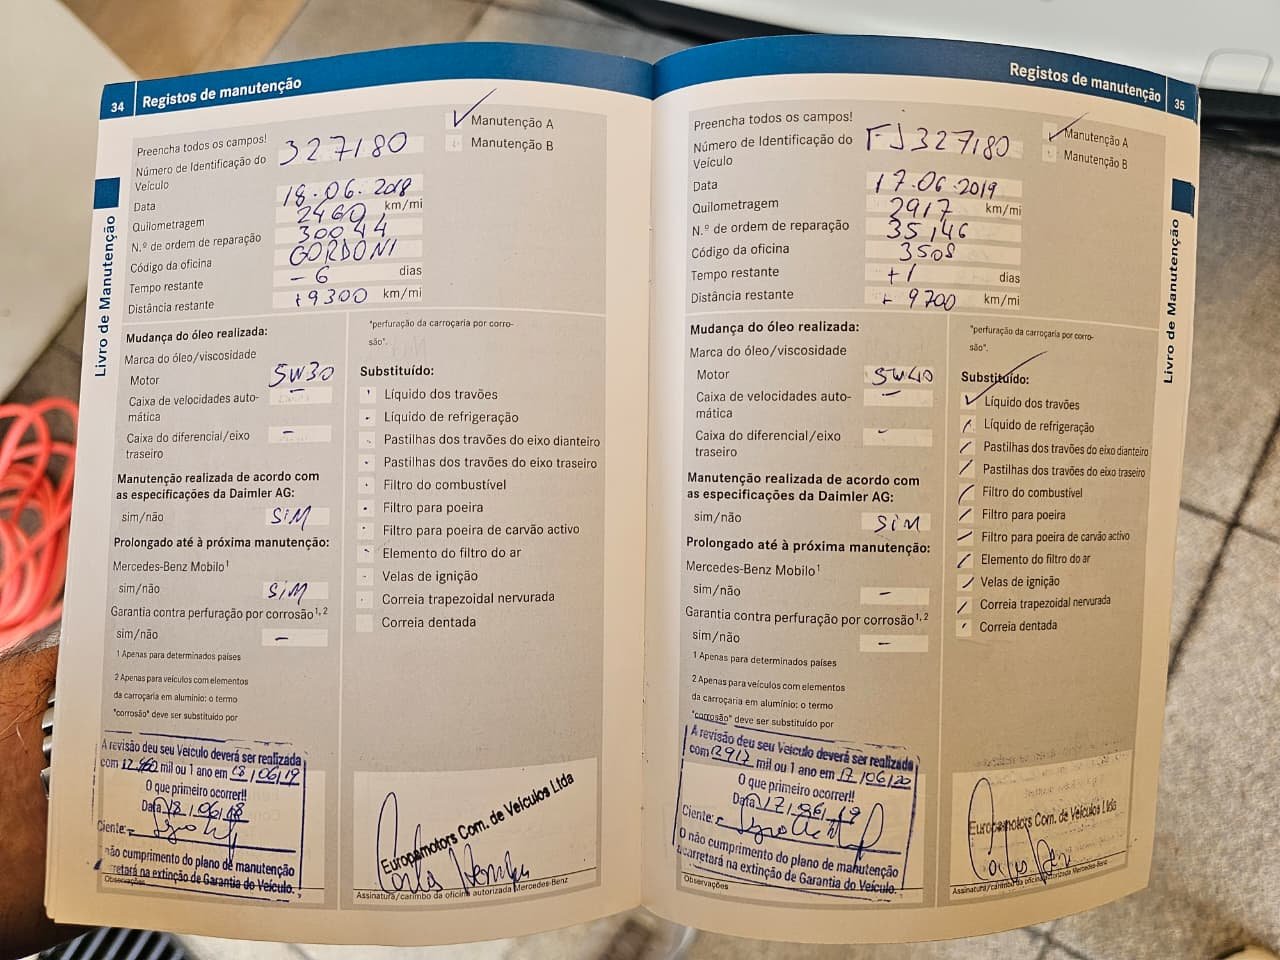 34 Registos de manutenção
Livro de Manutenção
Preencha todos os campos!
Número de Identificação do
Veículo
327180
Manutenção A
Manutenção B
Data 18.06.2018
Quilometragem 2460 km/mi
N.º de ordem de reparação 30044
Código da oficina GORDONI
Tempo restante - 6 dias
Distância restante +9300 km/mi
Mudança do óleo realizada:
Marca do óleo/viscosidade
Motor 5W30
Caixa de velocidades auto-
mática -
Caixa do diferencial/eixo
traseiro -
Manutenção realizada de acordo com
as especificações da Daimler AG:
sim/não SIM
Prolongado até à próxima manutenção:
Mercedes-Benz Mobilo1
sim/não SIM
Garantia contra perfuração por corrosão1, 2
sim/não -
1 Apenas para determinados países
2 Apenas para veículos com elementos
da carroçaria em alumínio: o termo
"corrosão" deve ser substituído por
"perfuração da carroçaria por corro-
são".
Substituído:
Líquido dos travões
Líquido de refrigeração
Pastilhas dos travões do eixo dianteiro
Pastilhas dos travões do eixo traseiro
Filtro do combustível
Filtro para poeira
Filtro para poeira de carvão activo
Elemento do filtro do ar
Velas de ignição
Correia trapezoidal nervurada
Correia dentada
A revisão deu seu Veículo deverá ser realizada
com 12.460 mil ou 1 ano em 18/06/19
O que primeiro ocorrer!!
Data 18/06/18
Ciente:
não cumprimento do plano de manutenção
acarretará na extinção de Garantia do Veículo.
Observações
Europamotors Com. de Veículos Ltda
Assinatura/carimbo da oficina autorizada Mercedes-Benz
Registos de manutenção 35
Livro de Manutenção
Preencha todos os campos!
Número de Identificação do
Veículo
FJ327180
Manutenção A
Manutenção B
Data 17.06.2019
Quilometragem 2917 km/mi
N.º de ordem de reparação 35146
Código da oficina 3508
Tempo restante +1 dias
Distância restante + 9700 km/mi
Mudança do óleo realizada:
Marca do óleo/viscosidade
Motor 5W40
Caixa de velocidades auto-
mática -
Caixa do diferencial/eixo
traseiro -
Manutenção realizada de acordo com
as especificações da Daimler AG:
sim/não SIM
Prolongado até à próxima manutenção:
Mercedes-Benz Mobilo1
sim/não -
Garantia contra perfuração por corrosão1, 2
sim/não -
1 Apenas para determinados países
2 Apenas para veículos com elementos
da carroçaria em alumínio: o termo
"corrosão" deve ser substituído por
"perfuração da carroçaria por corro-
são".
Substituído:
Líquido dos travões
Líquido de refrigeração
Pastilhas dos travões do eixo dianteiro
Pastilhas dos travões do eixo traseiro
Filtro do combustível
Filtro para poeira
Filtro para poeira de carvão activo
Elemento do filtro do ar
Velas de ignição
Correia trapezoidal nervurada
Correia dentada
A revisão deu seu Veículo deverá ser realizada
com 12917 mil ou 1 ano em 17/06/20
O que primeiro ocorrer!!
Data 17/06/19
Ciente:
O não cumprimento do plano de manutenção
acarretará na extinção de Garantia do Veículo.
Observações
Europamotors Com. de Veículos Ltda
Assinatura/carimbo da oficina autorizada Mercedes-Benz